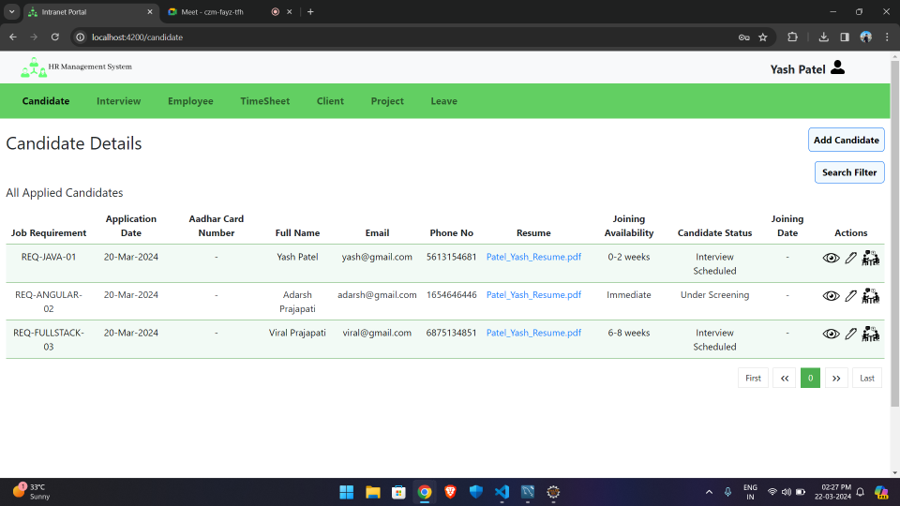 Intranet Portal
Meet - czm-fayz-tfh
localhost:4200/candidate
HR Management System
Yash Patel
Candidate Interview Employee TimeSheet Client Project Leave
Candidate Details
Add Candidate
Search Filter
All Applied Candidates
Job Requirement Application Date Aadhar Card Number Full Name Email Phone No Resume Joining Availability Candidate Status Joining Date Actions
REQ-JAVA-01 20-Mar-2024 - Yash Patel yash@gmail.com 5613154681 Patel_Yash_Resume.pdf 0-2 weeks Interview Scheduled -
REQ-ANGULAR-02 20-Mar-2024 - Adarsh Prajapati adarsh@gmail.com 1654646446 Patel_Yash_Resume.pdf Immediate Under Screening -
REQ-FULLSTACK-03 20-Mar-2024 - Viral Prajapati viral@gmail.com 6875134851 Patel_Yash_Resume.pdf 6-8 weeks Interview Scheduled -
First << 0 >> Last
1
33°C
Sunny
ENG
IN
02:27 PM
22-03-2024